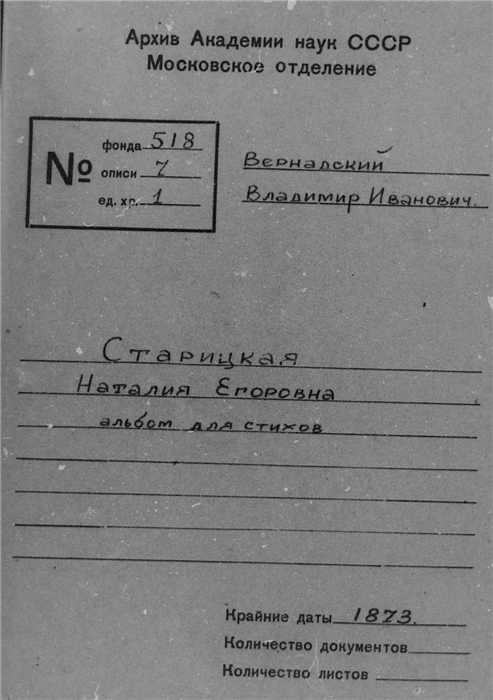 Архив Академии наук СССР
Московское отделение
№
фонда 518
описи 7
ед. хр. 1
Вернадский
Владимир Иванович.
Старицкая
Наталия Егоровна
альбом для стихов
Крайние даты 1873.
Количество документов
Количество листов